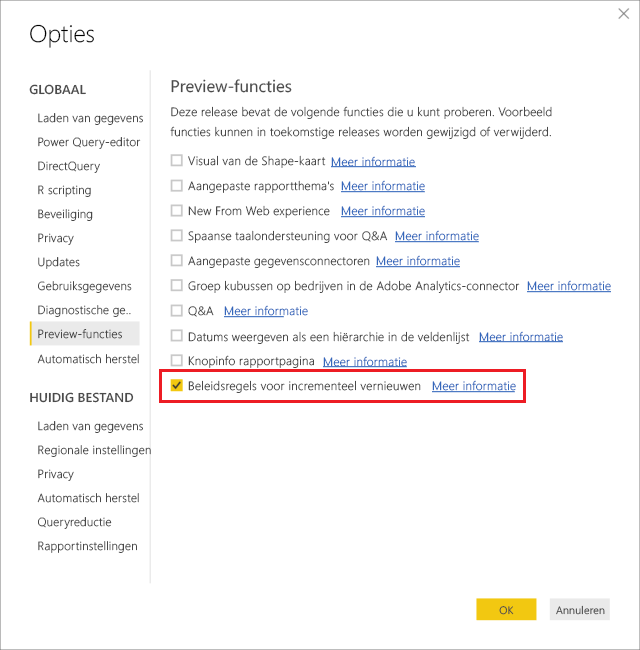 Opties
GLOBAAL
Laden van gegevens
Power Query-editor
DirectQuery
R scripting
Beveiliging
Privacy
Updates
Gebruiksgegevens
Diagnostische ge..
Preview-functies
Automatisch herstel
HUIDIG BESTAND
Laden van gegevens
Regionale instellingen
Privacy
Automatisch herstel
Queryreductie
Rapportinstellingen
Preview-functies
Deze release bevat de volgende functies die u kunt proberen. Voorbeeld
functies kunnen in toekomstige releases worden gewijzigd of verwijderd.
Visual van de Shape-kaart Meer informatie
Aangepaste rapportthema's Meer informatie
New From Web experience Meer informatie
Spaanse taalondersteuning voor Q&A Meer informatie
Aangepaste gegevensconnectoren Meer informatie
Groep kubussen op bedrijven in de Adobe Analytics-connector Meer informatie
Q&A Meer informatie
Datums weergeven als een hiërarchie in de veldenlijst Meer informatie
Knopinfo rapportpagina Meer informatie
Beleidsregels voor incrementeel vernieuwen Meer informatie
OK
Annuleren